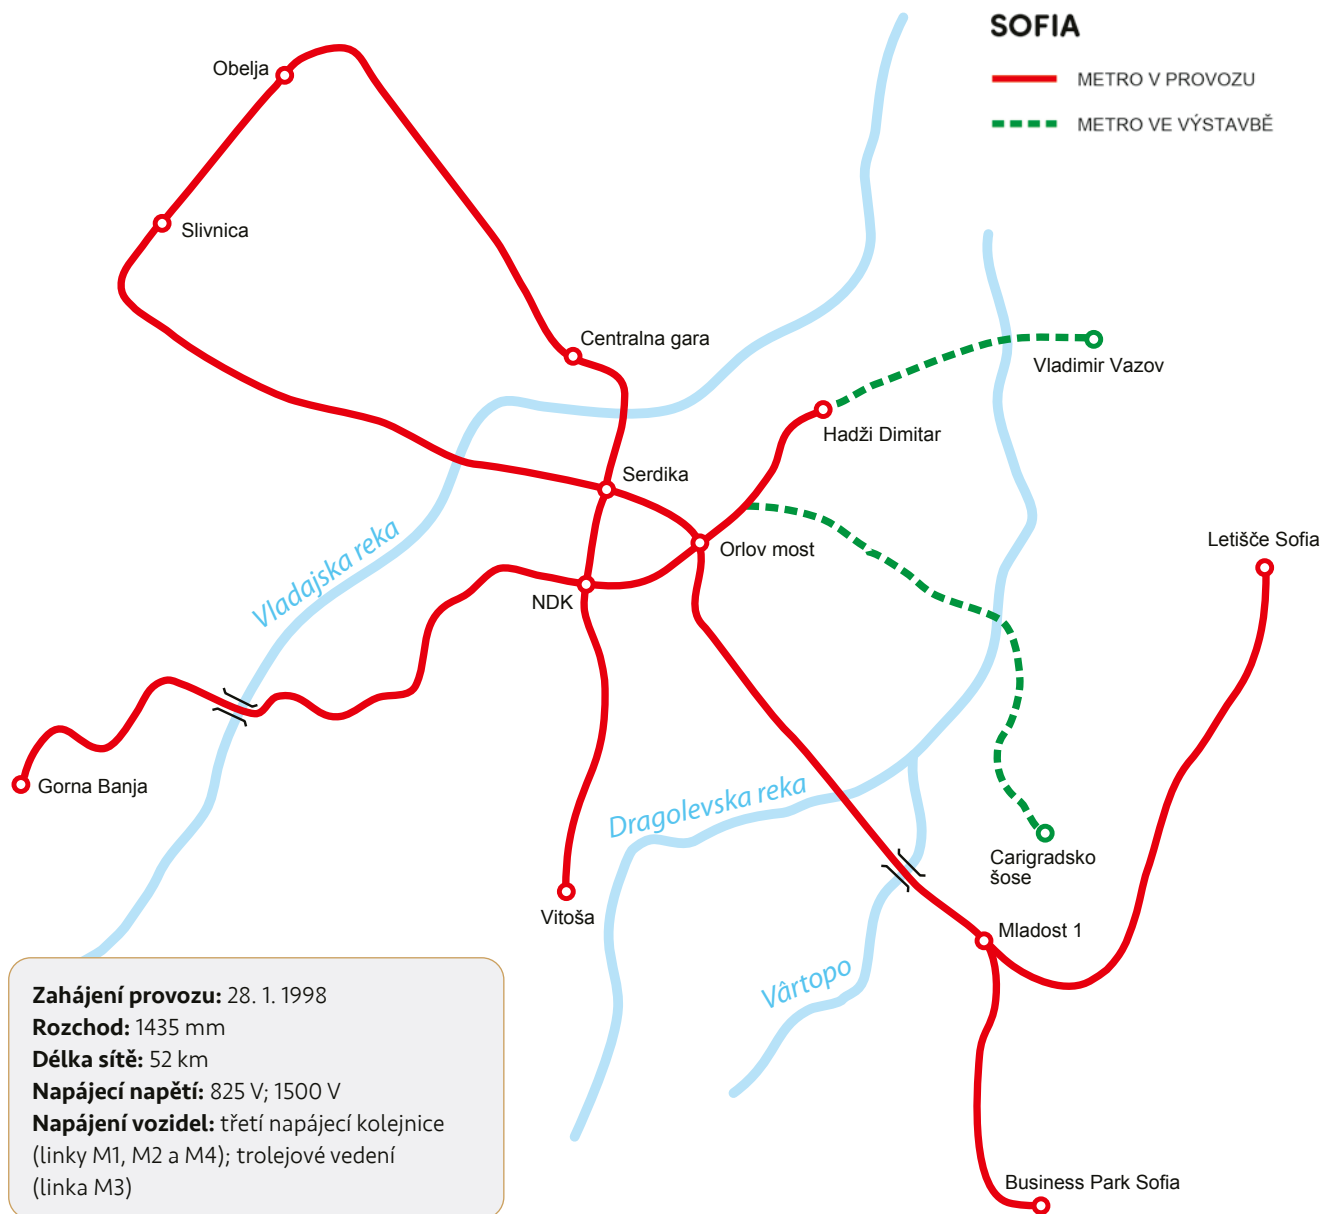 SOFIA
METRO V PROVOZU
METRO VE VÝSTAVBĚ
Obelja
Slivnica
Centralna gara
Vladimir Vazov
Hadži Dimitar
Serdika
Orlov most
Letišče Sofia
Vladajska reka
NDK
Gorna Banja
Dragolevska reka
Carigradsko
šose
Vitoša
Mladost 1
Vârtopo
Business Park Sofia
Zahájení provozu: 28. 1. 1998
Rozchod: 1435 mm
Délka sítě: 52 km
Napájecí napětí: 825 V; 1500 V
Napájení vozidel: třetí napájecí kolejnice
(linky M1, M2 a M4); trolejové vedení
(linka M3)